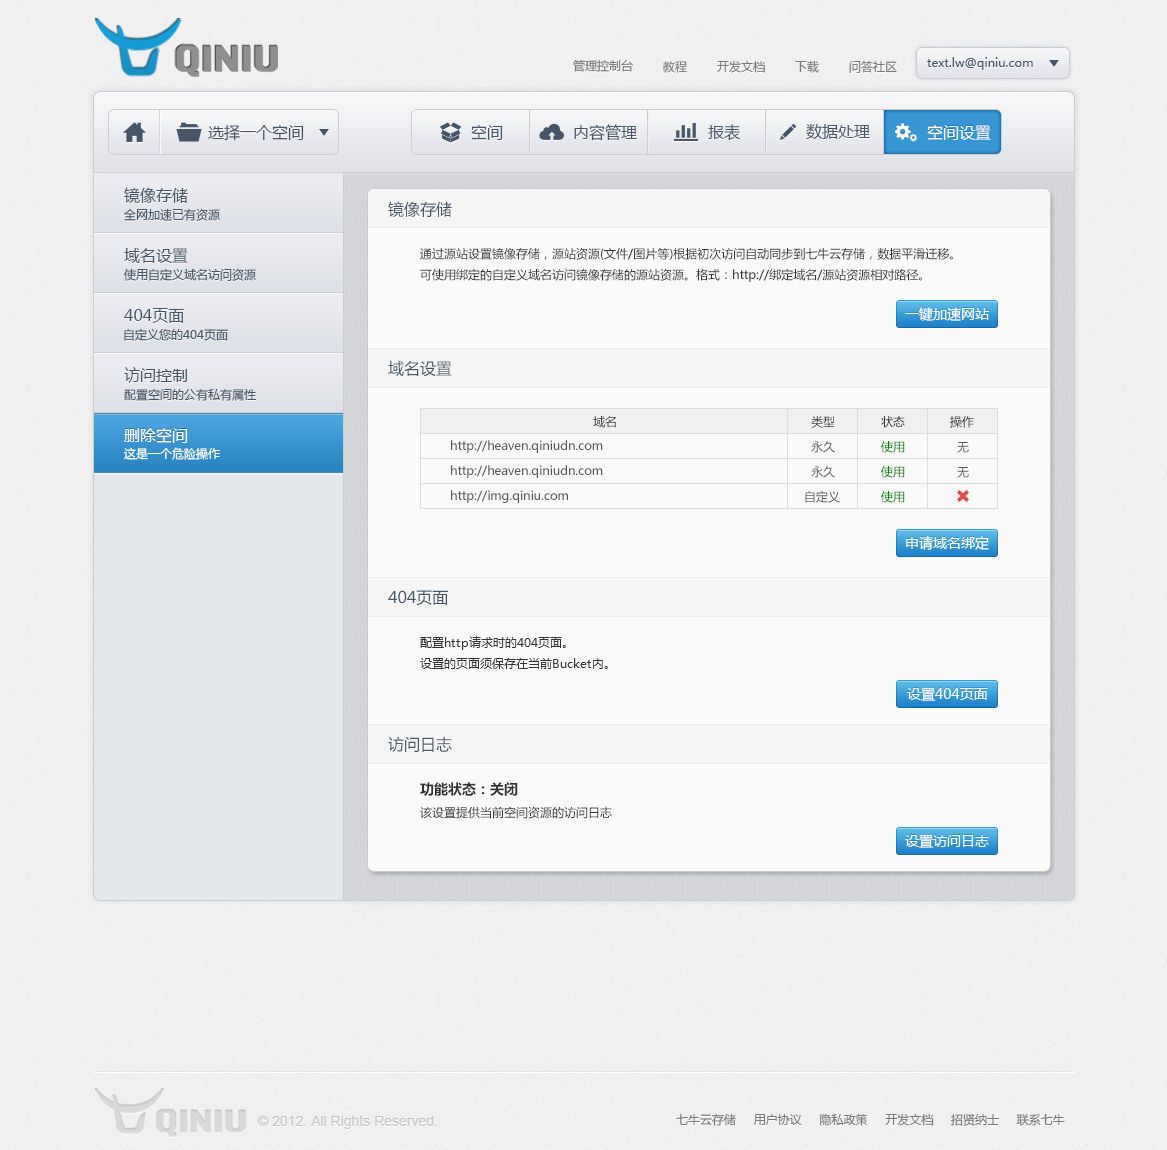 QINIU
管理控制台 教程 开发文档 下载 问答社区 text.lw@qiniu.com
选择一个空间 空间 内容管理 报表 数据处理 空间设置
镜像存储
全网加速已有资源
域名设置
使用自定义域名访问资源
404页面
自定义您的404页面
访问控制
配置空间的公有私有属性
删除空间
这是一个危险操作
镜像存储
通过源站设置镜像存储，源站资源(文件/图片等)根据初次访问自动同步到七牛云存储，数据平滑迁移。
可使用绑定的自定义域名访问镜像存储的源站资源。格式：http://绑定域名/源站资源相对路径。
一键加速网站
域名设置
域名 类型 状态 操作
http://heaven.qiniudn.com 永久 使用 无
http://heaven.qiniudn.com 永久 使用 无
http://img.qiniu.com 自定义 使用
申请域名绑定
404页面
配置http请求时的404页面。
设置的页面须保存在当前Bucket内。
设置404页面
访问日志
功能状态：关闭
该设置提供当前空间资源的访问日志
设置访问日志
QINIU © 2012. All Rights Reserved.
七牛云存储 用户协议 隐私政策 开发文档 招贤纳士 联系七牛